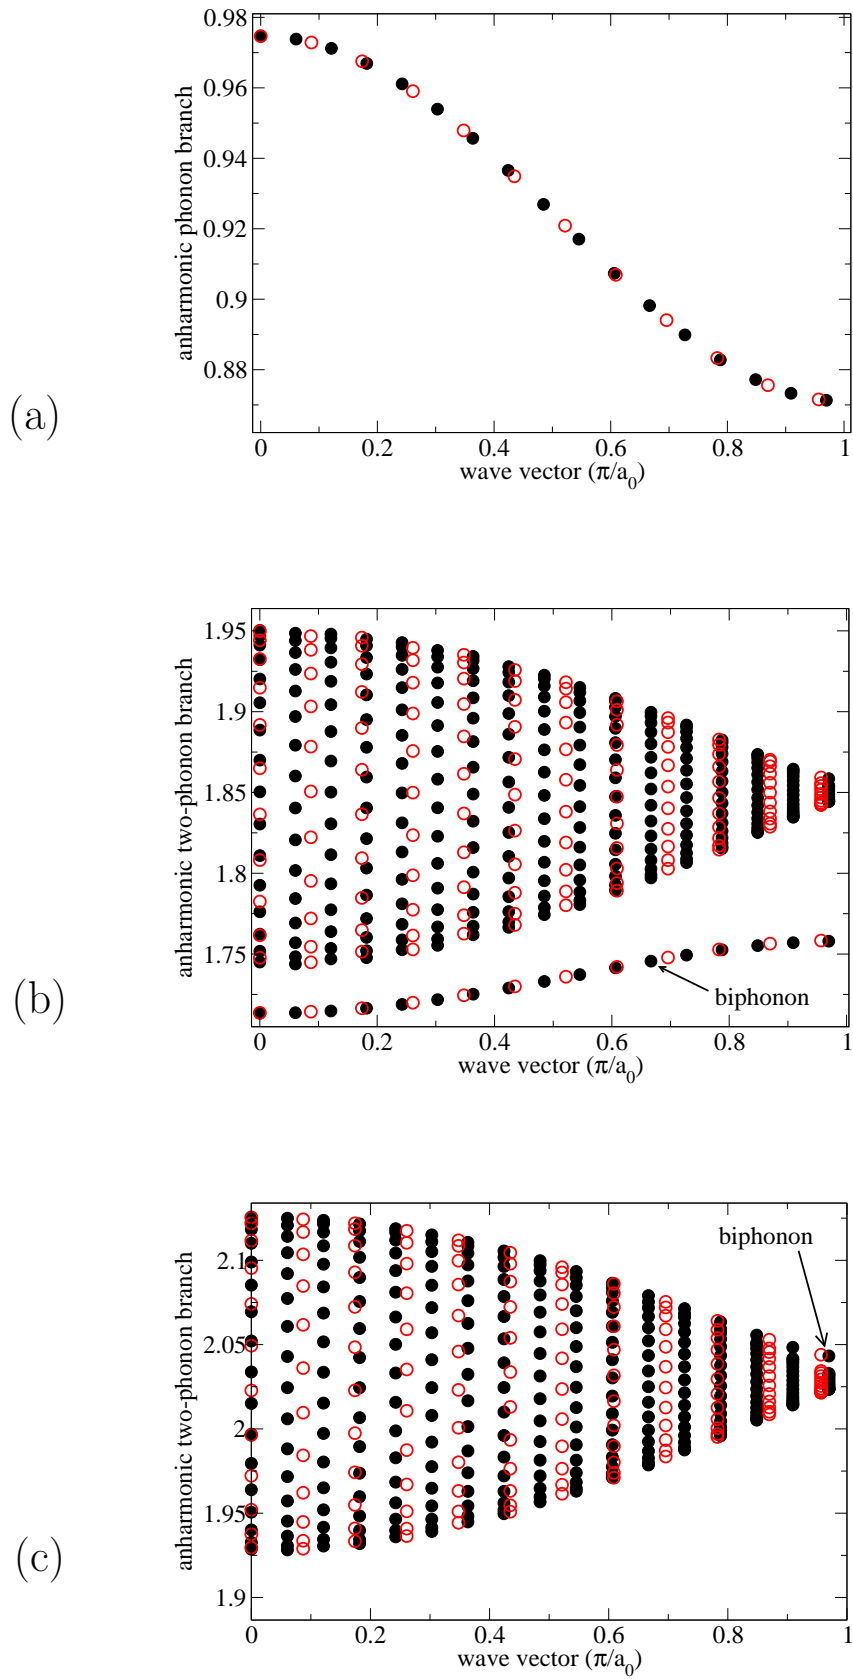 0.98
0.96
0.94
0.92
0.9
0.88
anharmonic phonon branch
0 0.2 0.4 0.6 0.8 1
wave vector (π/a₀)
(a)
1.95
1.9
1.85
1.8
1.75
anharmonic two-phonon branch
biphonon
0 0.2 0.4 0.6 0.8 1
wave vector (π/a₀)
(b)
biphonon
2.1
2.05
2
1.95
1.9
anharmonic two-phonon branch
0 0.2 0.4 0.6 0.8 1
wave vector (π/a₀)
(c)